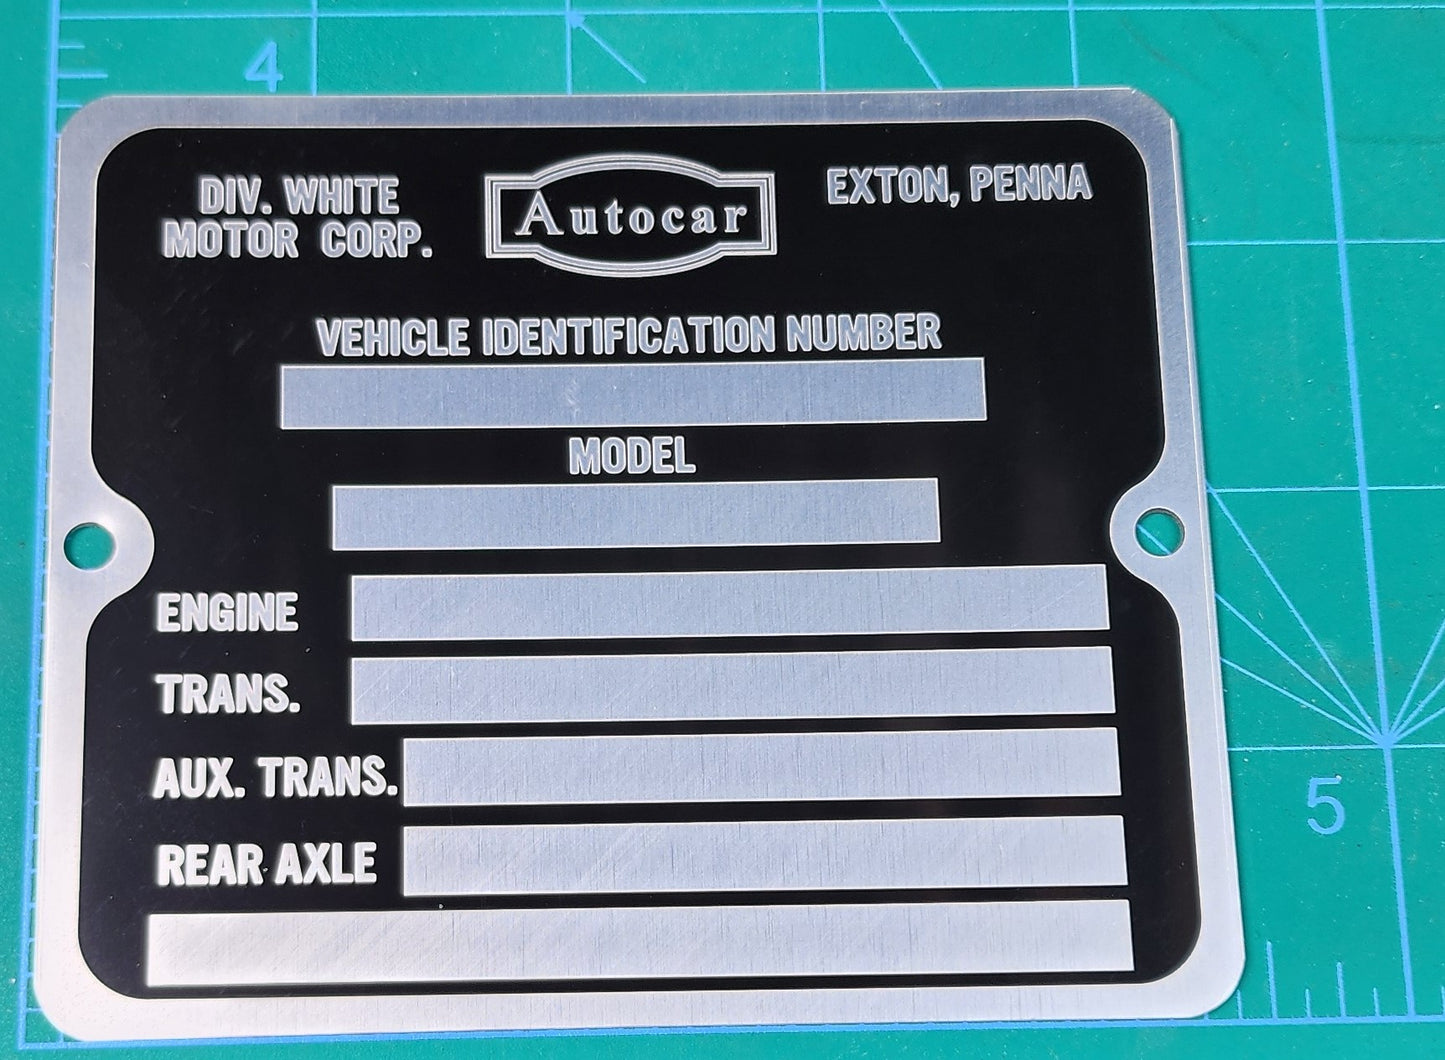 4
DIV. WHITE
MOTOR CORP.
Autocar
EXTON, PENNA
VEHICLE IDENTIFICATION NUMBER
MODEL
ENGINE
TRANS.
AUX. TRANS.
REAR AXLE
5